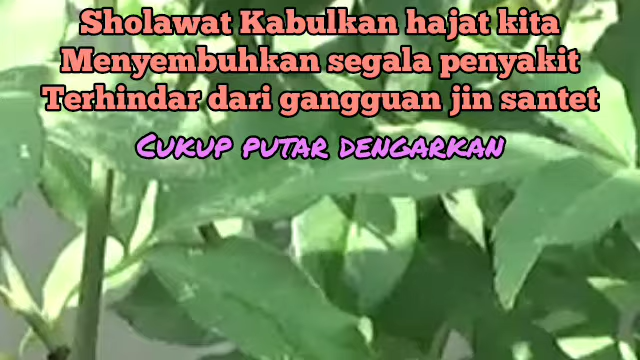 Sholawat Kabulkan hajat kita
Menyembuhkan segala penyakit
Terhindar dari gangguan jin santet
Cukup putar dengarkan